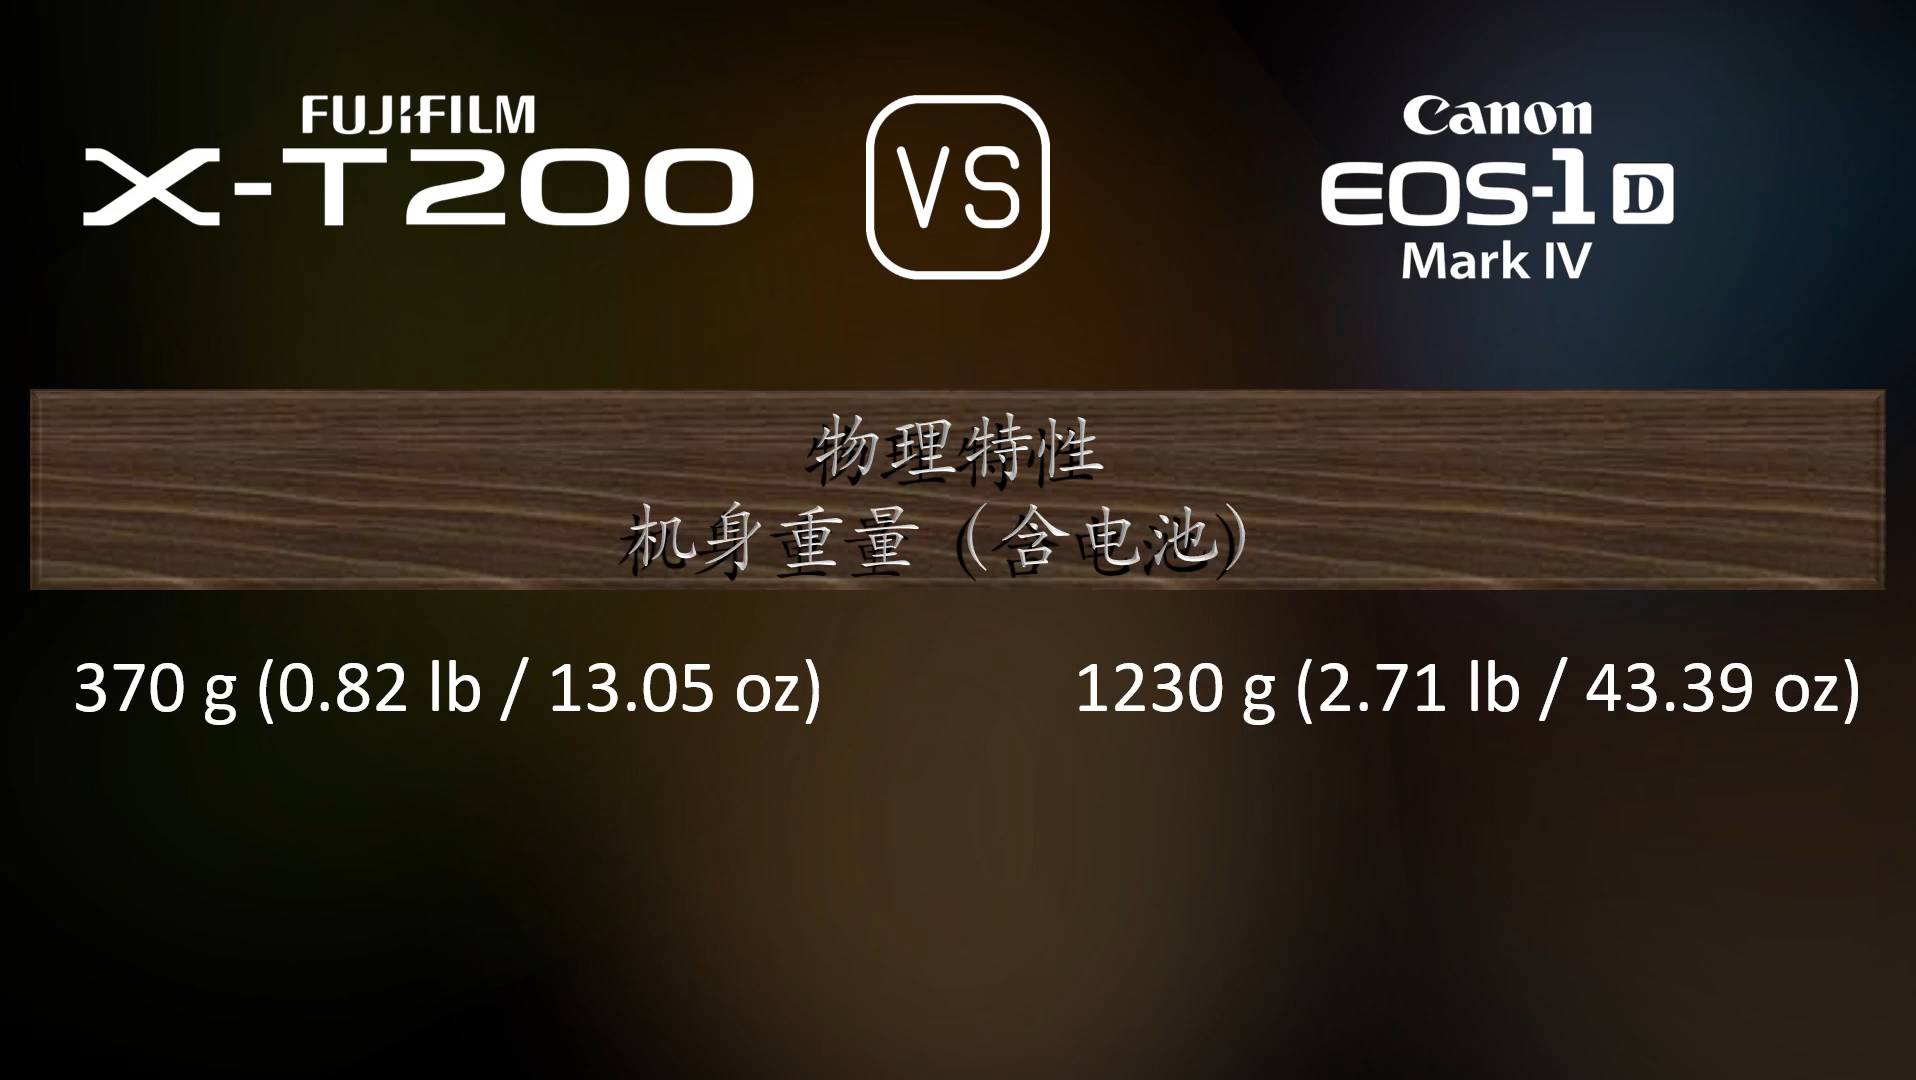 FUJIFILM
X-T200
VS
Canon
EOS-1D
Mark IV
物理特性
机身重量（含电池）
370 g (0.82 lb / 13.05 oz)
1230 g (2.71 lb / 43.39 oz)